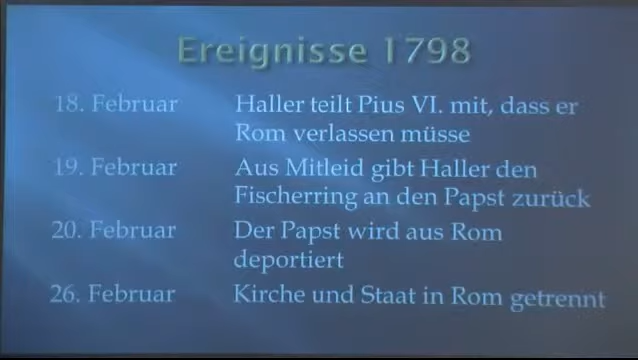 Ereignisse 1798
18. Februar Haller teilt Pius VI. mit, dass er
Rom verlassen müsse
19. Februar Aus Mitleid gibt Haller den
Fischerring an den Papst zurück
20. Februar Der Papst wird aus Rom
deportiert
26. Februar Kirche und Staat in Rom getrennt